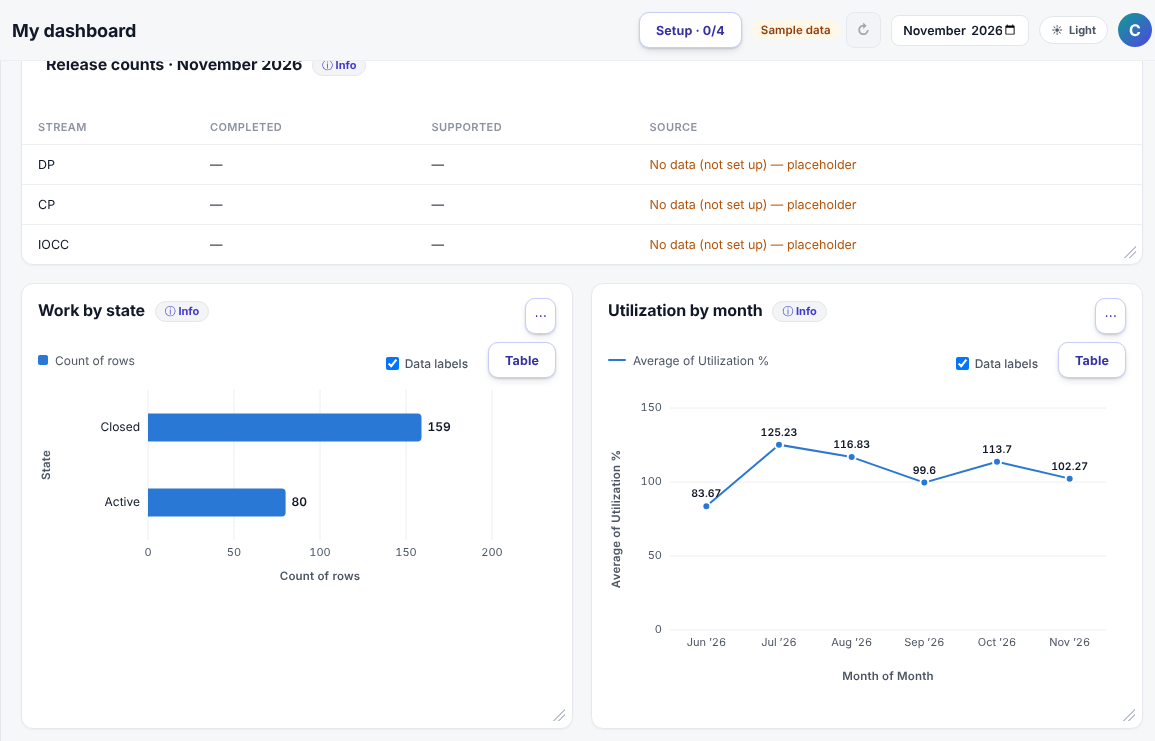 My dashboard
Setup · 0/4
Sample data
November 2026
Light
C
Release counts · November 2026
Info
STREAM COMPLETED SUPPORTED SOURCE
DP — — No data (not set up) — placeholder
CP — — No data (not set up) — placeholder
IOCC — — No data (not set up) — placeholder
Work by state
Info
...
Count of rows
Data labels
Table
State
Closed
159
Active
80
0 50 100 150 200
Count of rows
Utilization by month
Info
...
Average of Utilization %
Data labels
Table
Average of Utilization %
150
100
50
0
83.67
125.23
116.83
99.6
113.7
102.27
Jun ’26 Jul ’26 Aug ’26 Sep ’26 Oct ’26 Nov ’26
Month of Month